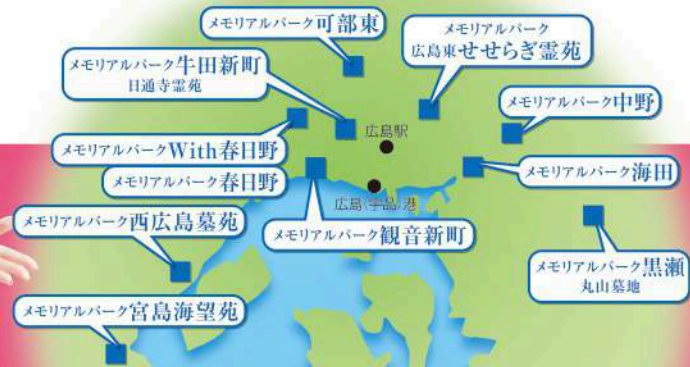 メモリアルパーク可部東
メモリアルパーク
広島東せせらぎ霊苑
メモリアルパーク牛田新町
日通寺霊苑
メモリアルパーク中野
広島駅
メモリアルパークWith春日野
メモリアルパーク春日野
メモリアルパーク海田
広島(宇品)港
メモリアルパーク西広島墓苑
メモリアルパーク観音新町
メモリアルパーク黒瀬
丸山墓地
メモリアルパーク宮島海望苑